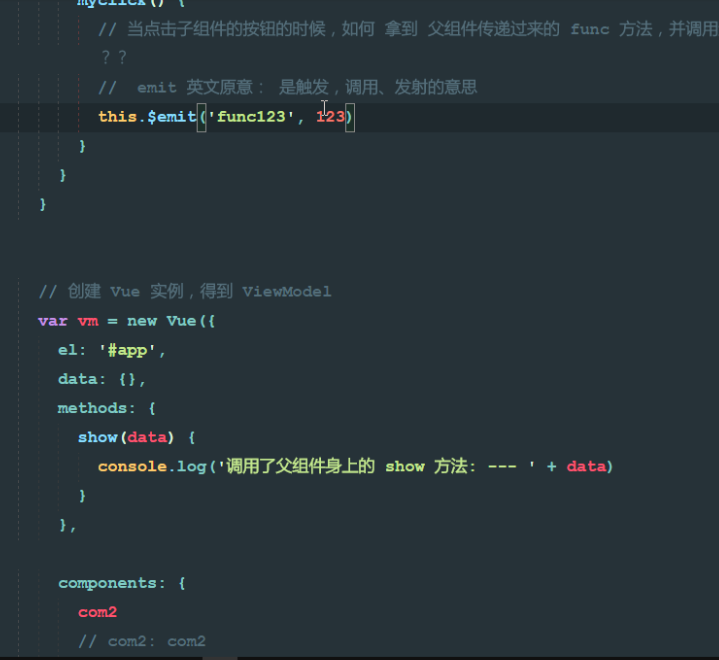 myclick() {
// 当点击子组件的按钮的时候，如何 拿到 父组件传递过来的 func 方法，并调用
？？
// emit 英文原意： 是触发，调用、发射的意思
this.$emit('func123', 123)
}
}
}
// 创建 Vue 实例，得到 ViewModel
var vm = new Vue({
el: '#app',
data: {},
methods: {
show(data) {
console.log('调用了父组件身上的 show 方法: --- ' + data)
}
},
components: {
com2
// com2: com2